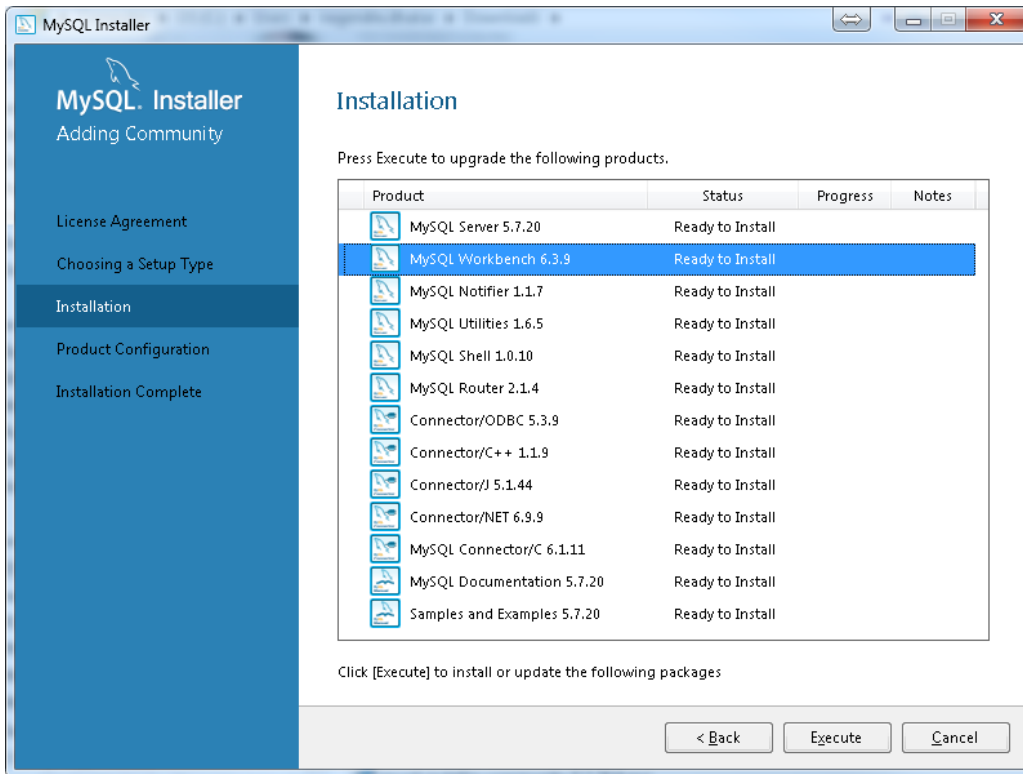 MySQL Installer
MySQL. Installer
Adding Community
License Agreement
Choosing a Setup Type
Installation
Product Configuration
Installation Complete
Installation
Press Execute to upgrade the following products.
Product Status Progress Notes
MySQL Server 5.7.20 Ready to Install
MySQL Workbench 6.3.9 Ready to Install
MySQL Notifier 1.1.7 Ready to Install
MySQL Utilities 1.6.5 Ready to Install
MySQL Shell 1.0.10 Ready to Install
MySQL Router 2.1.4 Ready to Install
Connector/ODBC 5.3.9 Ready to Install
Connector/C++ 1.1.9 Ready to Install
Connector/J 5.1.44 Ready to Install
Connector/NET 6.9.9 Ready to Install
MySQL Connector/C 6.1.11 Ready to Install
MySQL Documentation 5.7.20 Ready to Install
Samples and Examples 5.7.20 Ready to Install
Click [Execute] to install or update the following packages
< Back Execute Cancel